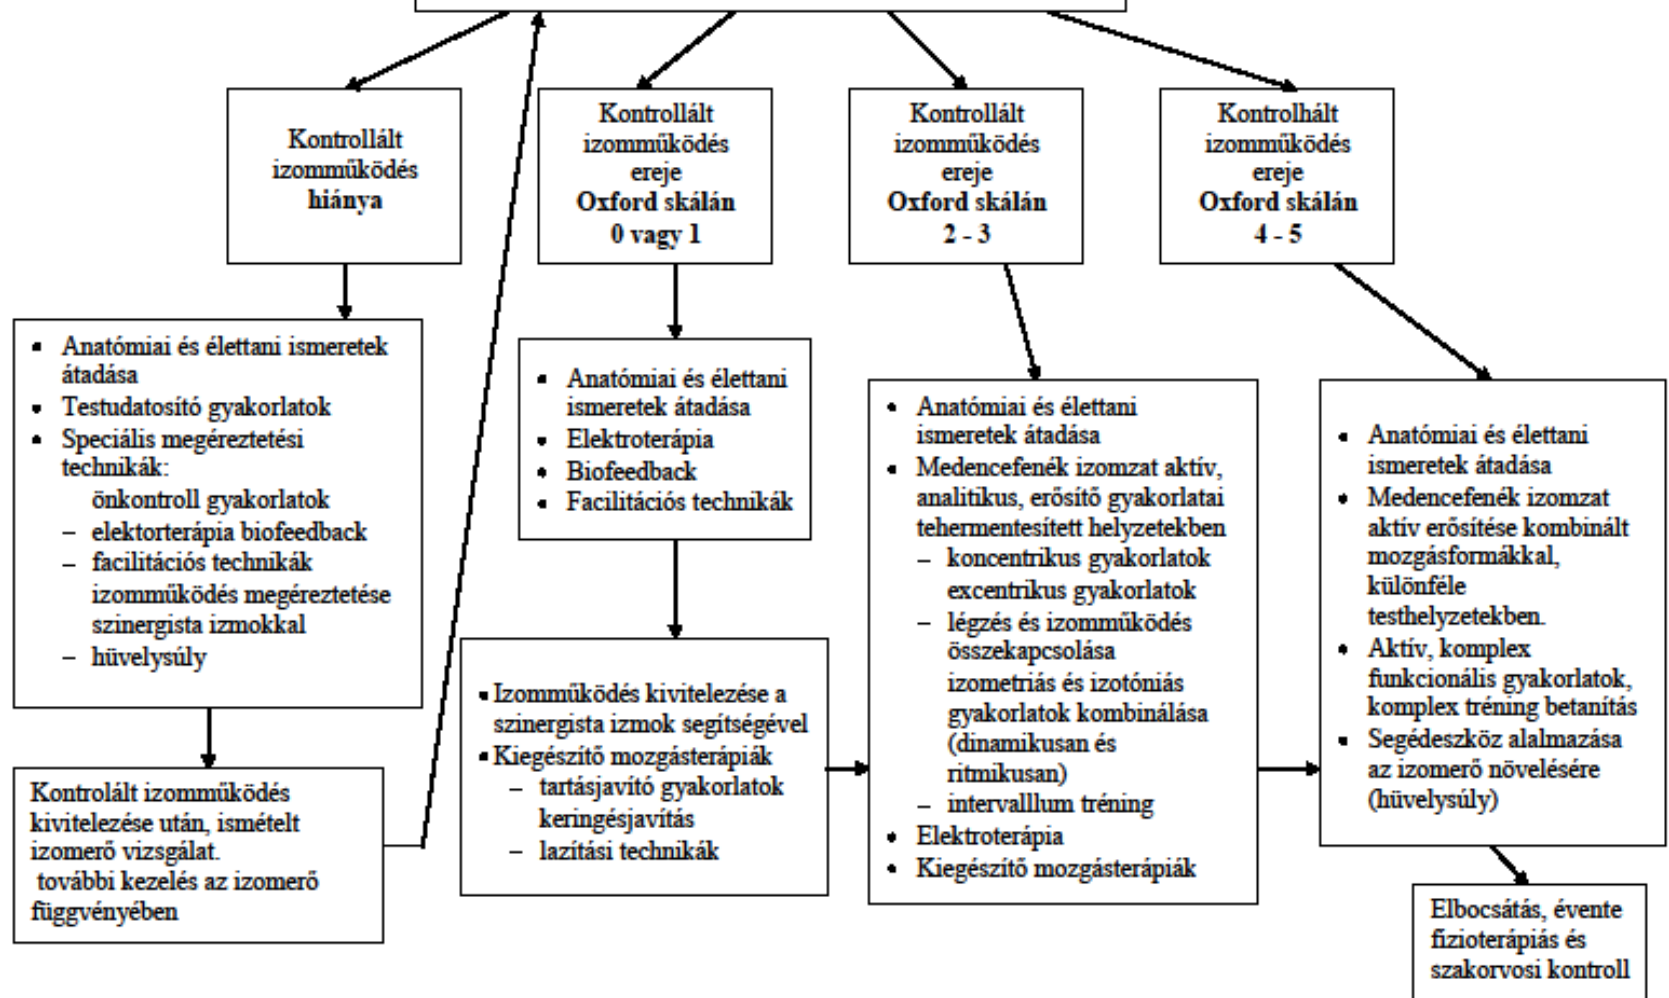 Kontrollált
izomműködés
hiánya
Kontrollált
izomműködés
ereje
Oxford skálán
0 vagy 1
Kontrollált
izomműködés
ereje
Oxford skálán
2 - 3
Kontrolhált
izomműködés
ereje
Oxford skálán
4 - 5
▪ Anatómiai és élettani ismeretek
átadása
▪ Testudatosító gyakorlatok
▪ Speciális megéreztetési
technikák:
önkontroll gyakorlatok
– elektorterápia biofeedback
– facilitációs technikák
izomműködés megéreztetése
szinergista izmokkal
– hüvelysúly
Kontrolált izomműködés
kivitelezése után, ismételt
izomerő vizsgálat.
további kezelés az izomerő
függvényében
▪ Anatómiai és élettani
ismeretek átadása
▪ Elektroterápia
▪ Biofeedback
▪ Facilitációs technikák
▪ Izomműködés kivitelezése a
szinergista izmok segítségével
▪ Kiegészítő mozgásterápiák
– tartásjavító gyakorlatok
keringésjavítás
– lazítási technikák
• Anatómiai és élettani
ismeretek átadása
• Medencefenék izomzat aktív,
analitikus, erősítő gyakorlatai
tehermentesített helyzetekben
– koncentrikus gyakorlatok
excentrikus gyakorlatok
– légzés és izomműködés
összekapcsolása
izometriás és izotóniás
gyakorlatok kombinálása
(dinamikusan és
ritmikusan)
– intervalllum tréning
• Elektroterápia
• Kiegészítő mozgásterápiák
• Anatómiai és élettani
ismeretek átadása
• Medencefenék izomzat
aktív erősítése kombinált
mozgásformákkal,
különféle
testhelyzetekben.
• Aktív, komplex
funkcionális gyakorlatok,
komplex tréning betanítás
• Segédeszköz alalmazása
az izomerő növelésére
(hüvelysúly)
Elbocsátás, évente
fizioterápiás és
szakorvosi kontroll